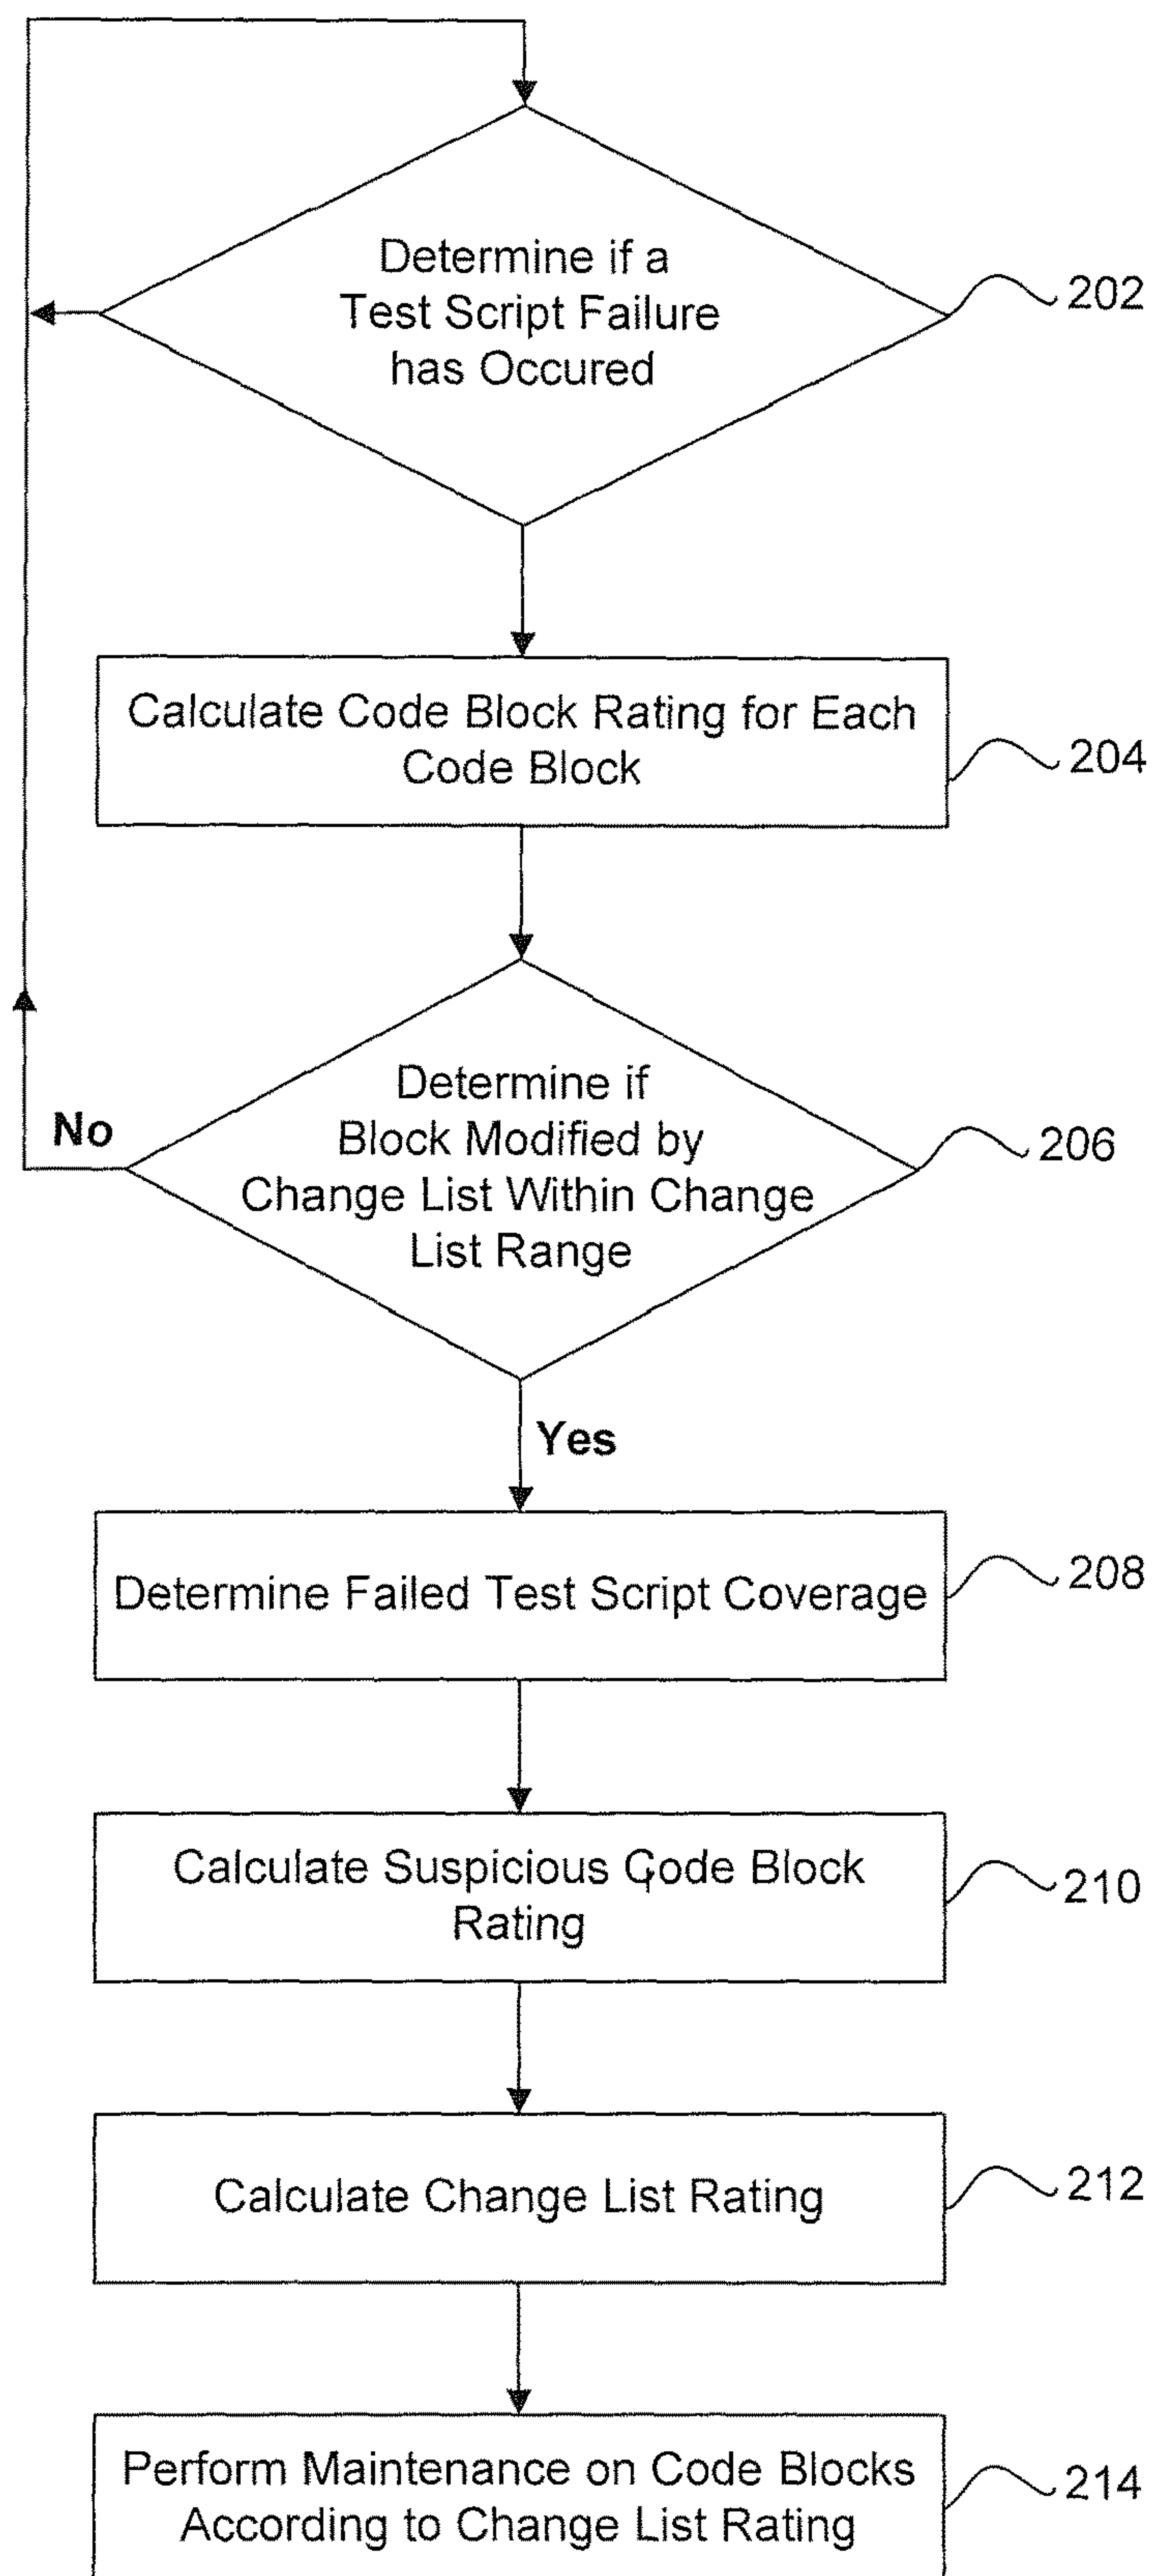 Determine if a
Test Script Failure
has Occured
202
Calculate Code Block Rating for Each
Code Block
204
Determine if
Block Modified by
Change List Within Change
List Range
206
No
Yes
Determine Failed Test Script Coverage
208
Calculate Suspicious Code Block
Rating
210
Calculate Change List Rating
212
Perform Maintenance on Code Blocks
According to Change List Rating
214